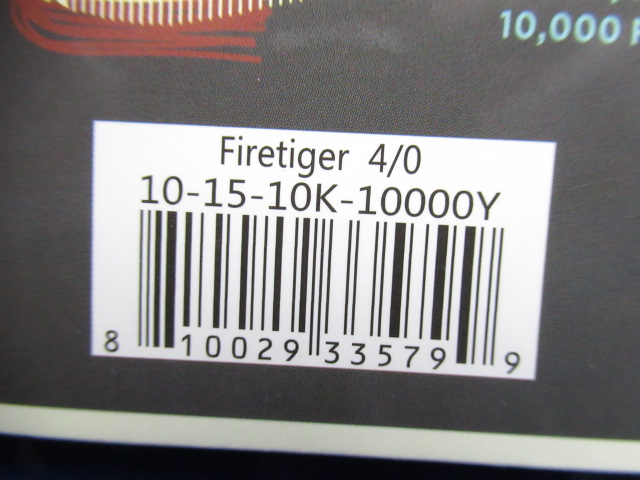 10,000
Firetiger 4/0
10-15-10K-10000Y
8 10029 33579 9